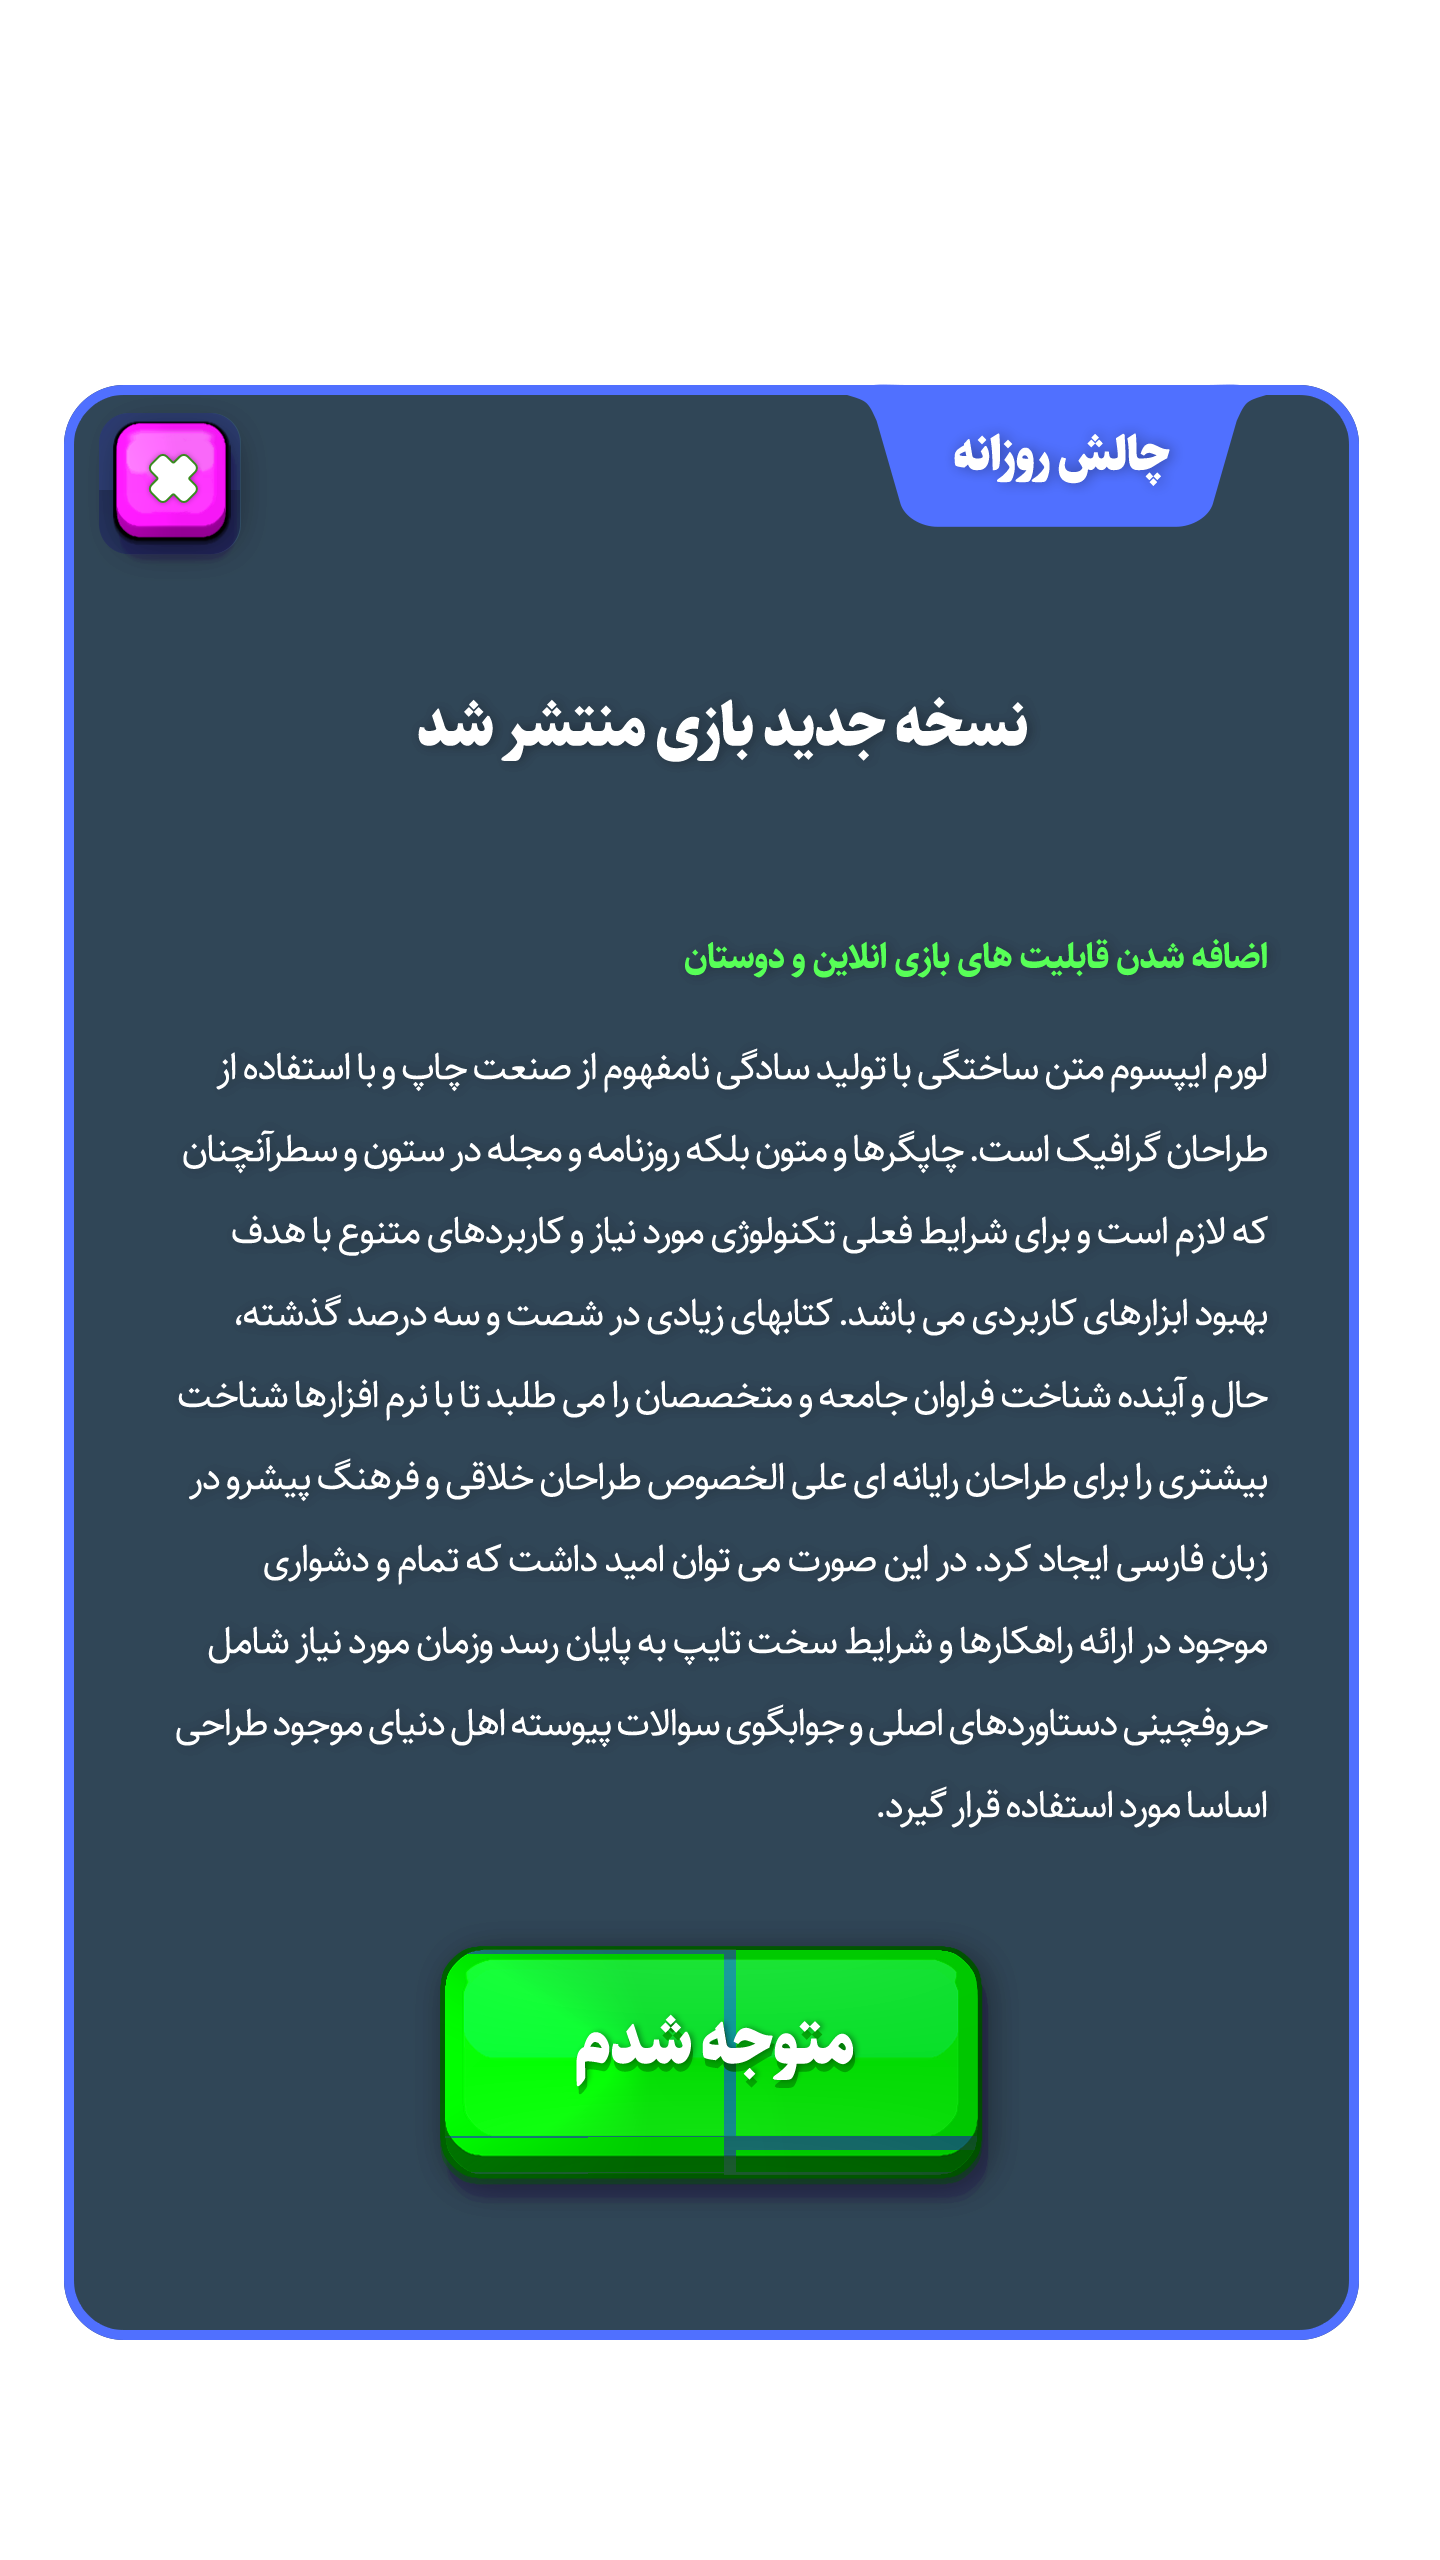 چالش روزانه
نسخه جدید بازی منتشر شد
اضافه شدن قابلیت های بازی انلاین و دوستان
لورم ایپسوم متن ساختگی با تولید سادگی نامفهوم از صنعت چاپ و با استفاده از
طراحان گرافیک است. چاپگرها و متون بلکه روزنامه و مجله در ستون و سطرآنچنان
که لازم است و برای شرایط فعلی تکنولوژی مورد نیاز و کاربردهای متنوع با هدف
بهبود ابزارهای کاربردی می باشد. کتابهای زیادی در شصت و سه درصد گذشته،
حال و آینده شناخت فراوان جامعه و متخصصان را می طلبد تا با نرم افزارها شناخت
بیشتری را برای طراحان رایانه ای علی الخصوص طراحان خلاقی و فرهنگ پیشرو در
زبان فارسی ایجاد کرد. در این صورت می توان امید داشت که تمام و دشواری
موجود در ارائه راهکارها و شرایط سخت تایپ به پایان رسد وزمان مورد نیاز شامل
حروفچینی دستاوردهای اصلی و جوابگوی سوالات پیوسته اهل دنیای موجود طراحی
اساسا مورد استفاده قرار گیرد.
متوجه شدم